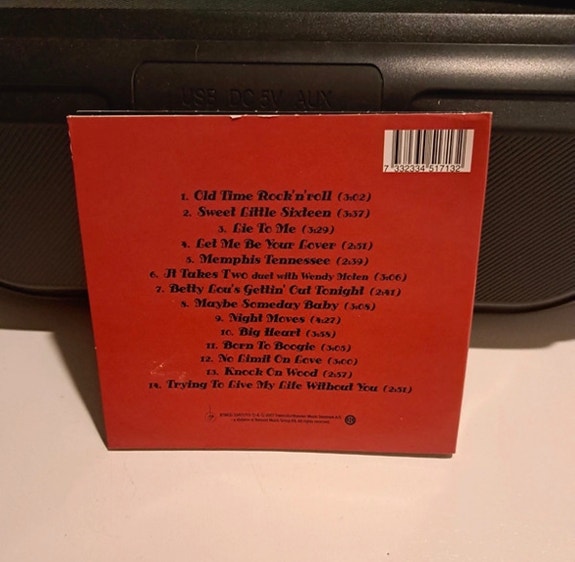 USB DC 5V AUX
7 332334 517132
1. Old Time Rock'n'roll (3:02)
2. Sweet Little Sixteen (3:37)
3. Lie To Me (3:29)
4. Let Me Be Your Lover (2:51)
5. Memphis Tennessee (2:39)
6. It Takes Two duet with Wendy Molen (3:06)
7. Betty Lou's Gettin' Out Tonight (2:41)
8. Maybe Someday Baby (3:08)
9. Night Moves (4:27)
10. Big Heart (3:58)
11. Born To Boogie (3:05)
12. No Limit On Love (3:00)
13. Knock On Wood (2:57)
14. Trying To Live My Life Without You (2:51)
All rights reserved